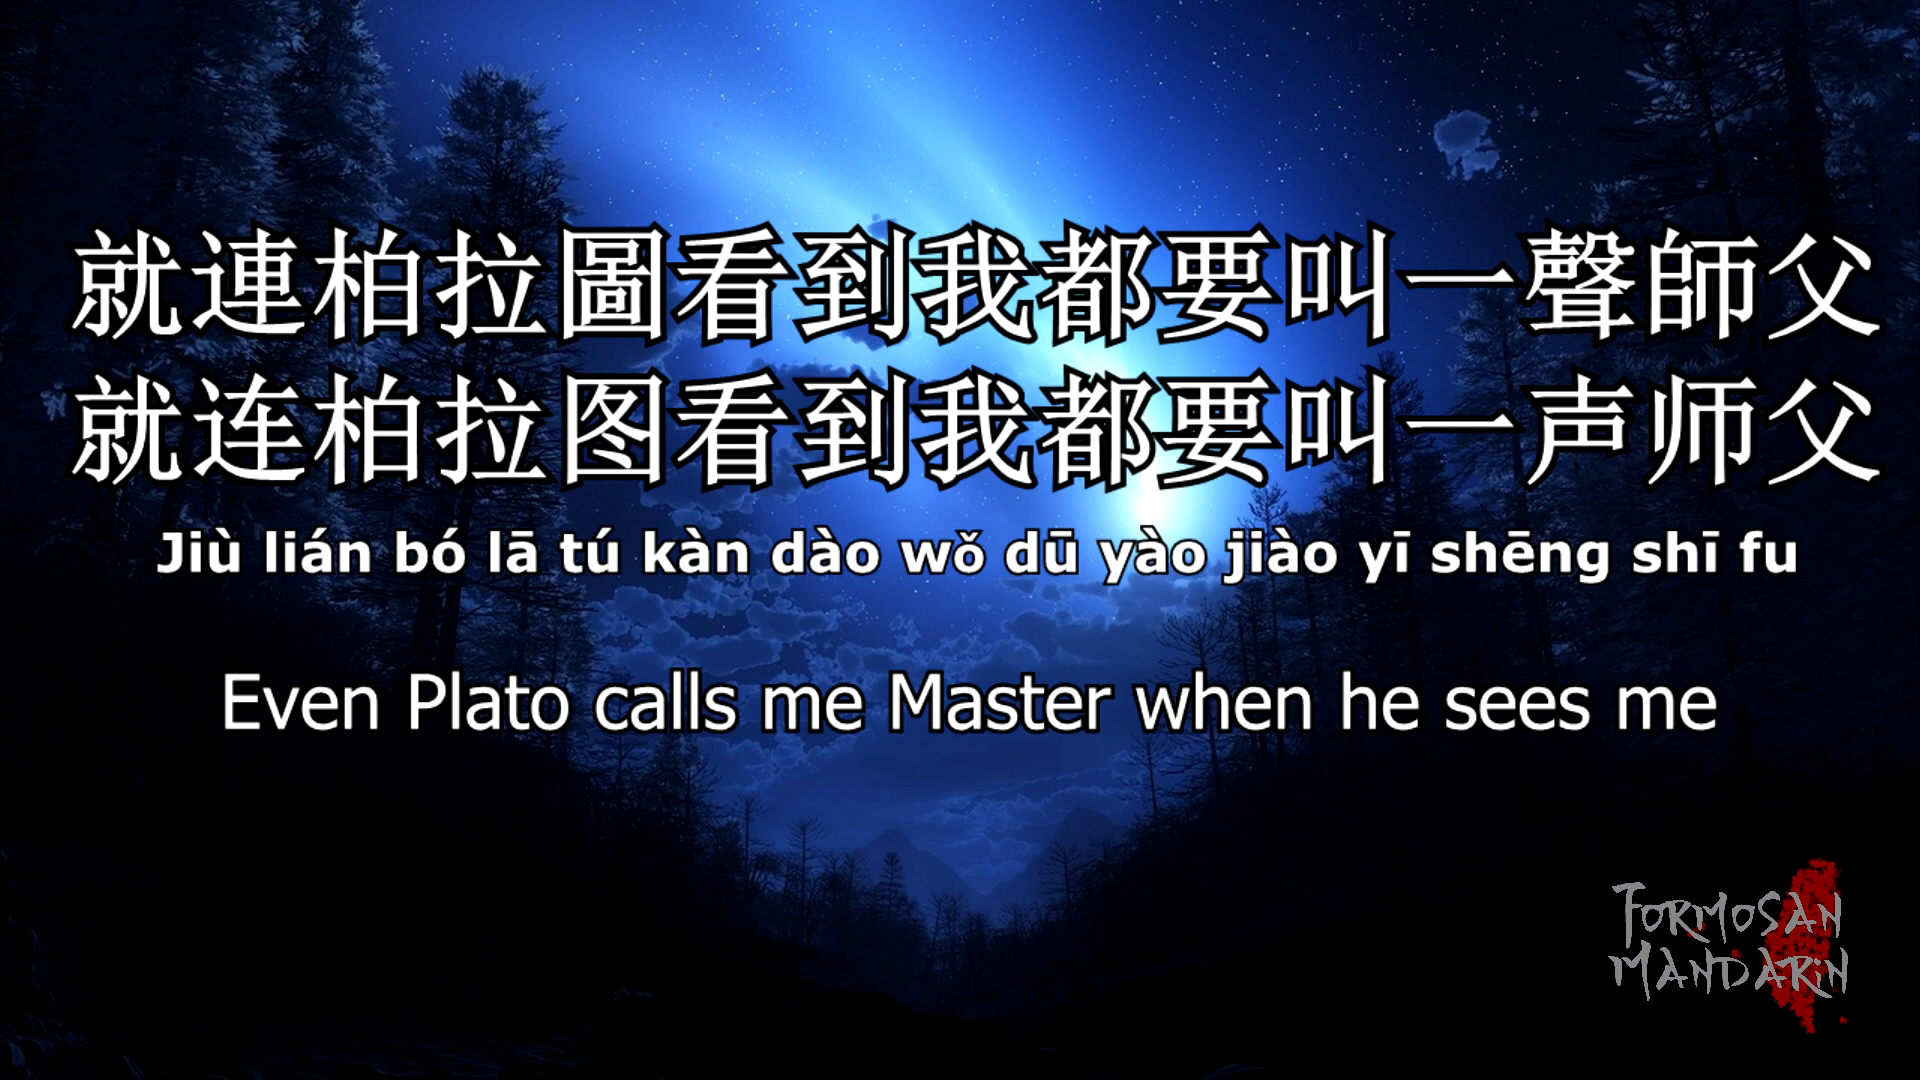 就連柏拉圖看到我都要叫一聲師父
就连柏拉图看到我都要叫一声师父
Jiù lián bó lā tú kàn dào wǒ dū yào jiào yī shēng shī fu
Even Plato calls me Master when he sees me
FORMOSAN
MANDARIN